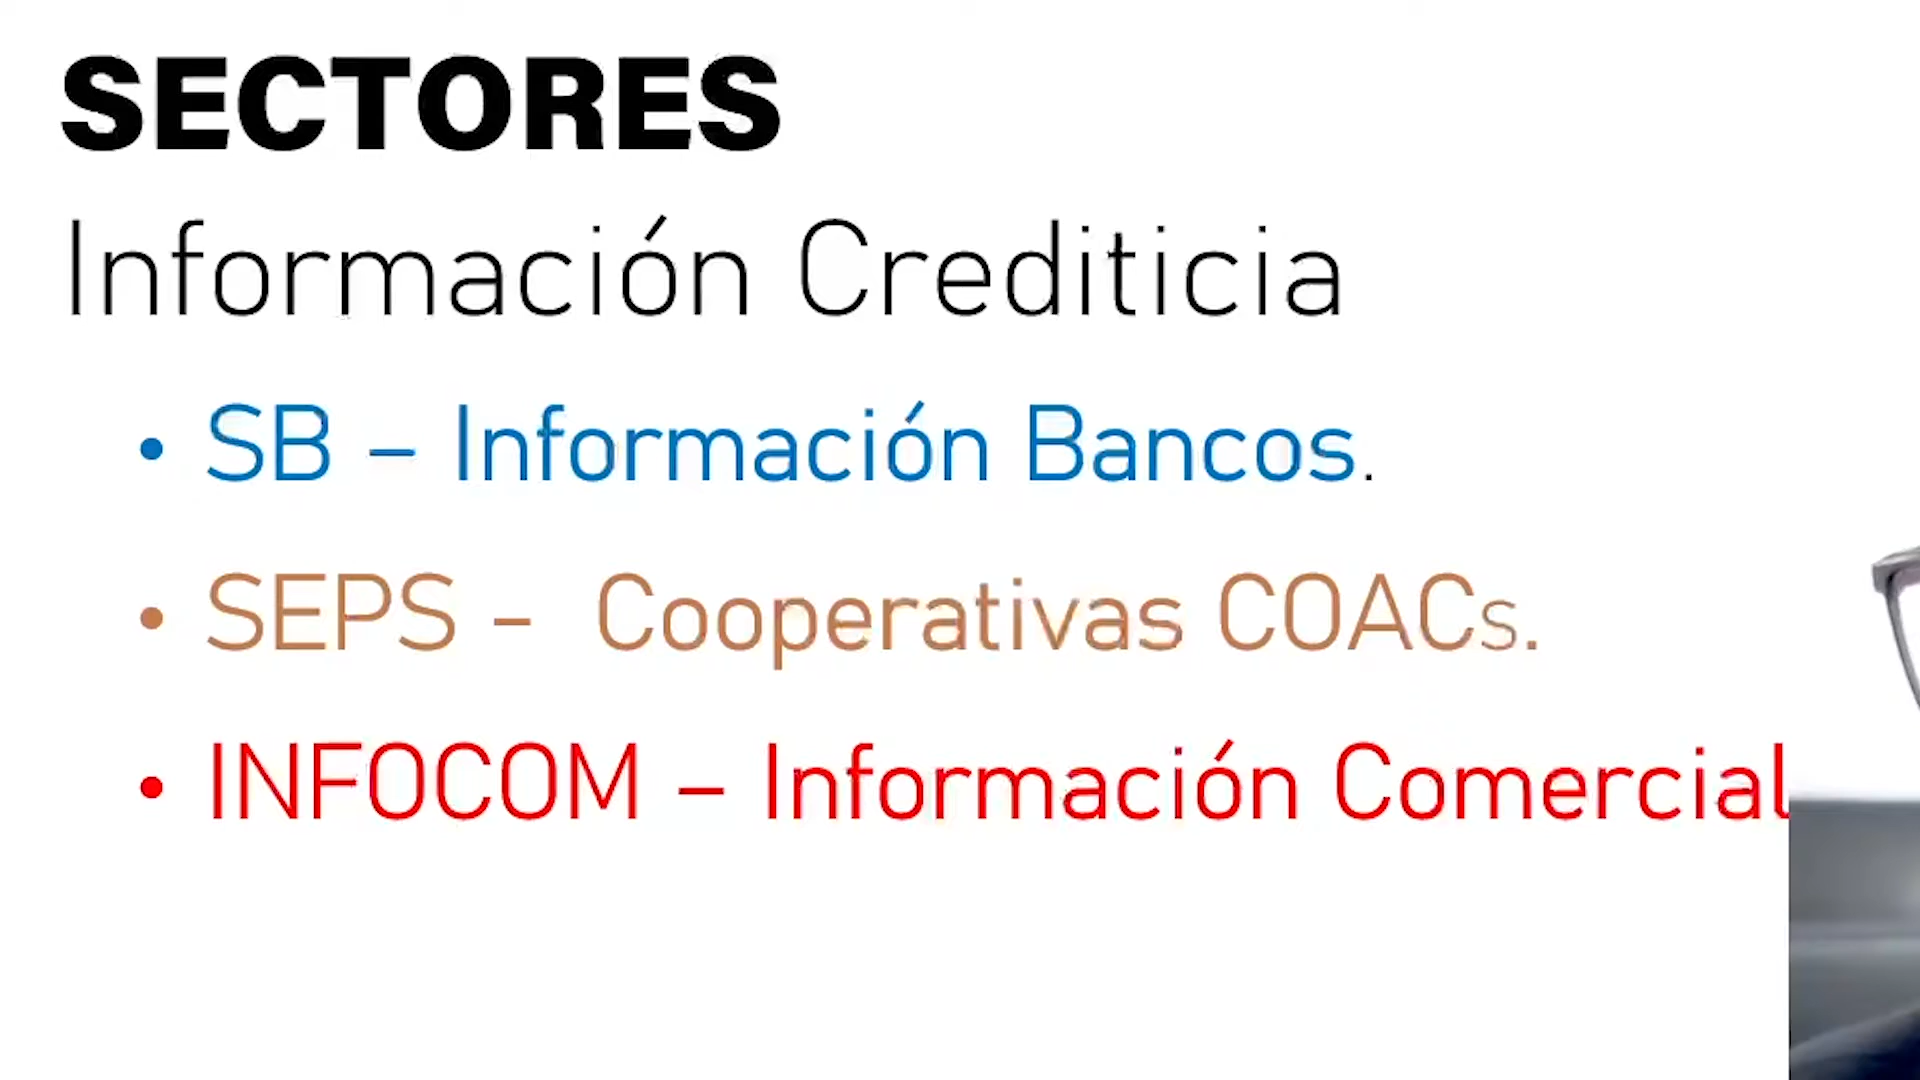 SECTORES
Información Crediticia
• SB – Información Bancos.
• SEPS – Cooperativas COACs.
• INFOCOM – Información Comercial